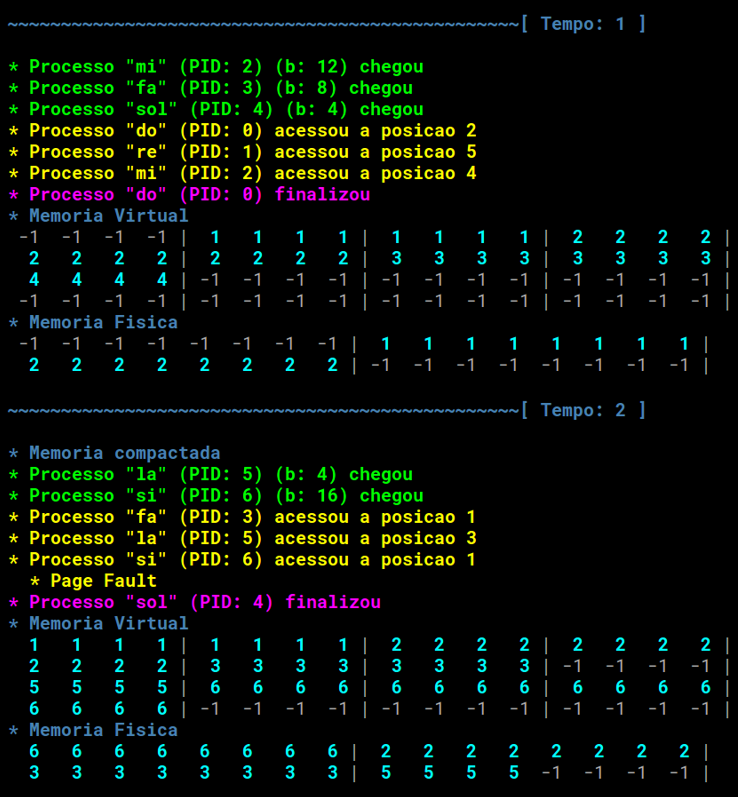 ~~~~~~~~~~~~~~~~~~~~~~~~~~~~~~~~~~~~~~~~~~~~~~~~[ Tempo: 1 ]
* Processo "mi" (PID: 2) (b: 12) chegou
* Processo "fa" (PID: 3) (b: 8) chegou
* Processo "sol" (PID: 4) (b: 4) chegou
* Processo "do" (PID: 0) acessou a posicao 2
* Processo "re" (PID: 1) acessou a posicao 5
* Processo "mi" (PID: 2) acessou a posicao 4
* Processo "do" (PID: 0) finalizou
* Memoria Virtual
-1 -1 -1 -1 | 1 1 1 1 | 1 1 1 1 | 2 2 2 2 |
2 2 2 2 | 2 2 2 2 | 3 3 3 3 | 3 3 3 3 |
4 4 4 4 | -1 -1 -1 -1 | -1 -1 -1 -1 | -1 -1 -1 -1 |
-1 -1 -1 -1 | -1 -1 -1 -1 | -1 -1 -1 -1 | -1 -1 -1 -1 |
* Memoria Fisica
-1 -1 -1 -1 -1 -1 -1 -1 | 1 1 1 1 1 1 1 1 |
2 2 2 2 2 2 2 2 | -1 -1 -1 -1 -1 -1 -1 -1 |
~~~~~~~~~~~~~~~~~~~~~~~~~~~~~~~~~~~~~~~~~~~~~~~~[ Tempo: 2 ]
* Memoria compactada
* Processo "la" (PID: 5) (b: 4) chegou
* Processo "si" (PID: 6) (b: 16) chegou
* Processo "fa" (PID: 3) acessou a posicao 1
* Processo "la" (PID: 5) acessou a posicao 3
* Processo "si" (PID: 6) acessou a posicao 1
* Page Fault
* Processo "sol" (PID: 4) finalizou
* Memoria Virtual
1 1 1 1 | 1 1 1 1 | 2 2 2 2 | 2 2 2 2 |
2 2 2 2 | 3 3 3 3 | 3 3 3 3 | -1 -1 -1 -1 |
5 5 5 5 | 6 6 6 6 | 6 6 6 6 | 6 6 6 6 |
6 6 6 6 | -1 -1 -1 -1 | -1 -1 -1 -1 | -1 -1 -1 -1 |
* Memoria Fisica
6 6 6 6 6 6 6 6 | 2 2 2 2 2 2 2 2 |
3 3 3 3 3 3 3 3 | 5 5 5 5 -1 -1 -1 -1 |